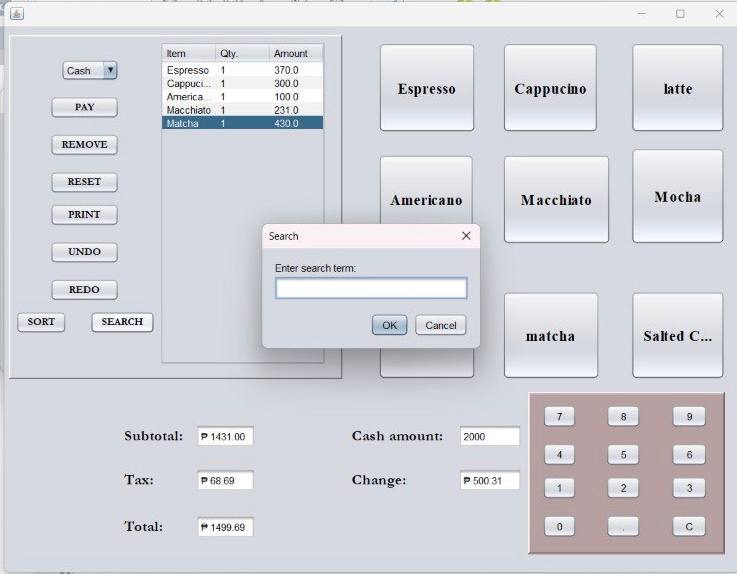 Cash
PAY
REMOVE
RESET
PRINT
UNDO
REDO
SORT SEARCH
Item Qty. Amount
Espresso 1 370.0
Cappuci... 1 300.0
America... 1 100.0
Macchiato 1 231.0
Matcha 1 430.0
Espresso Cappucino latte
Americano Macchiato Mocha
matcha Salted C...
Search
Enter search term:
OK Cancel
Subtotal: ₱ 1431.00
Tax: ₱ 68.69
Total: ₱ 1499.69
Cash amount: 2000
Change: ₱ 500.31
7 8 9
4 5 6
1 2 3
0 . C